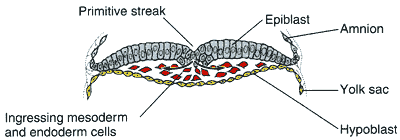 Primitive streak
Epiblast
Amnion
Yolk sac
Hypoblast
Ingressing mesoderm
and endoderm cells